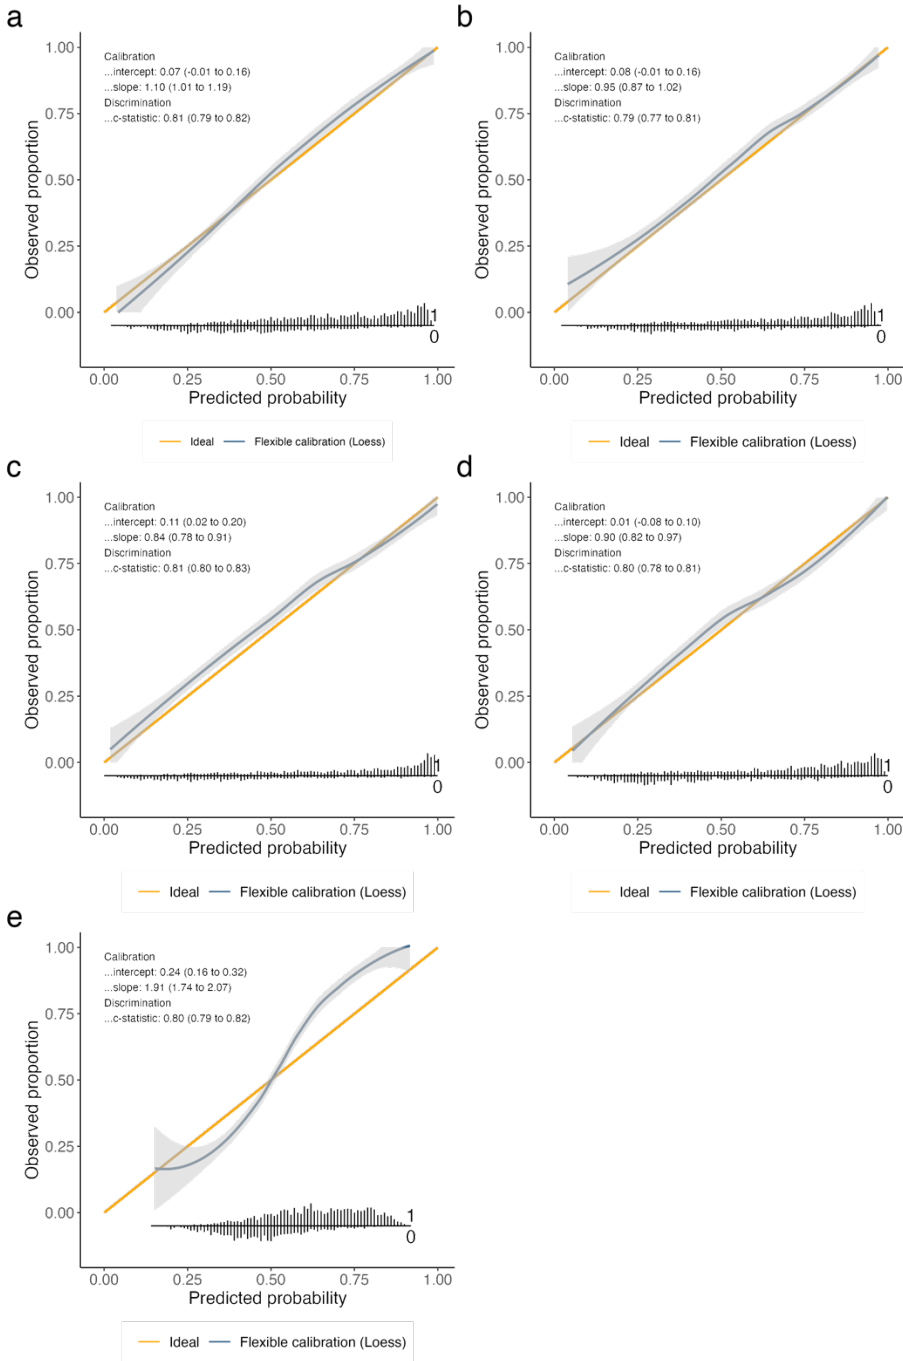 a
1.00
0.75
0.50
0.25
0.00
Observed proportion
Calibration
...intercept: 0.07 (-0.01 to 0.16)
...slope: 1.10 (1.01 to 1.19)
Discrimination
...c-statistic: 0.81 (0.79 to 0.82)
1
0
0.00 0.25 0.50 0.75 1.00
Predicted probability
Ideal Flexible calibration (Loess)
b
1.00
0.75
0.50
0.25
0.00
Observed proportion
Calibration
...intercept: 0.08 (-0.01 to 0.16)
...slope: 0.95 (0.87 to 1.02)
Discrimination
...c-statistic: 0.79 (0.77 to 0.81)
1
0
0.00 0.25 0.50 0.75 1.00
Predicted probability
Ideal Flexible calibration (Loess)
c
1.00
0.75
0.50
0.25
0.00
Observed proportion
Calibration
...intercept: 0.11 (0.02 to 0.20)
...slope: 0.84 (0.78 to 0.91)
Discrimination
...c-statistic: 0.81 (0.80 to 0.83)
1
0
0.00 0.25 0.50 0.75 1.00
Predicted probability
Ideal Flexible calibration (Loess)
d
1.00
0.75
0.50
0.25
0.00
Observed proportion
Calibration
...intercept: 0.01 (-0.08 to 0.10)
...slope: 0.90 (0.82 to 0.97)
Discrimination
...c-statistic: 0.80 (0.78 to 0.81)
1
0
0.00 0.25 0.50 0.75 1.00
Predicted probability
Ideal Flexible calibration (Loess)
e
1.00
0.75
0.50
0.25
0.00
Observed proportion
Calibration
...intercept: 0.24 (0.16 to 0.32)
...slope: 1.91 (1.74 to 2.07)
Discrimination
...c-statistic: 0.80 (0.79 to 0.82)
1
0
0.00 0.25 0.50 0.75 1.00
Predicted probability
Ideal Flexible calibration (Loess)